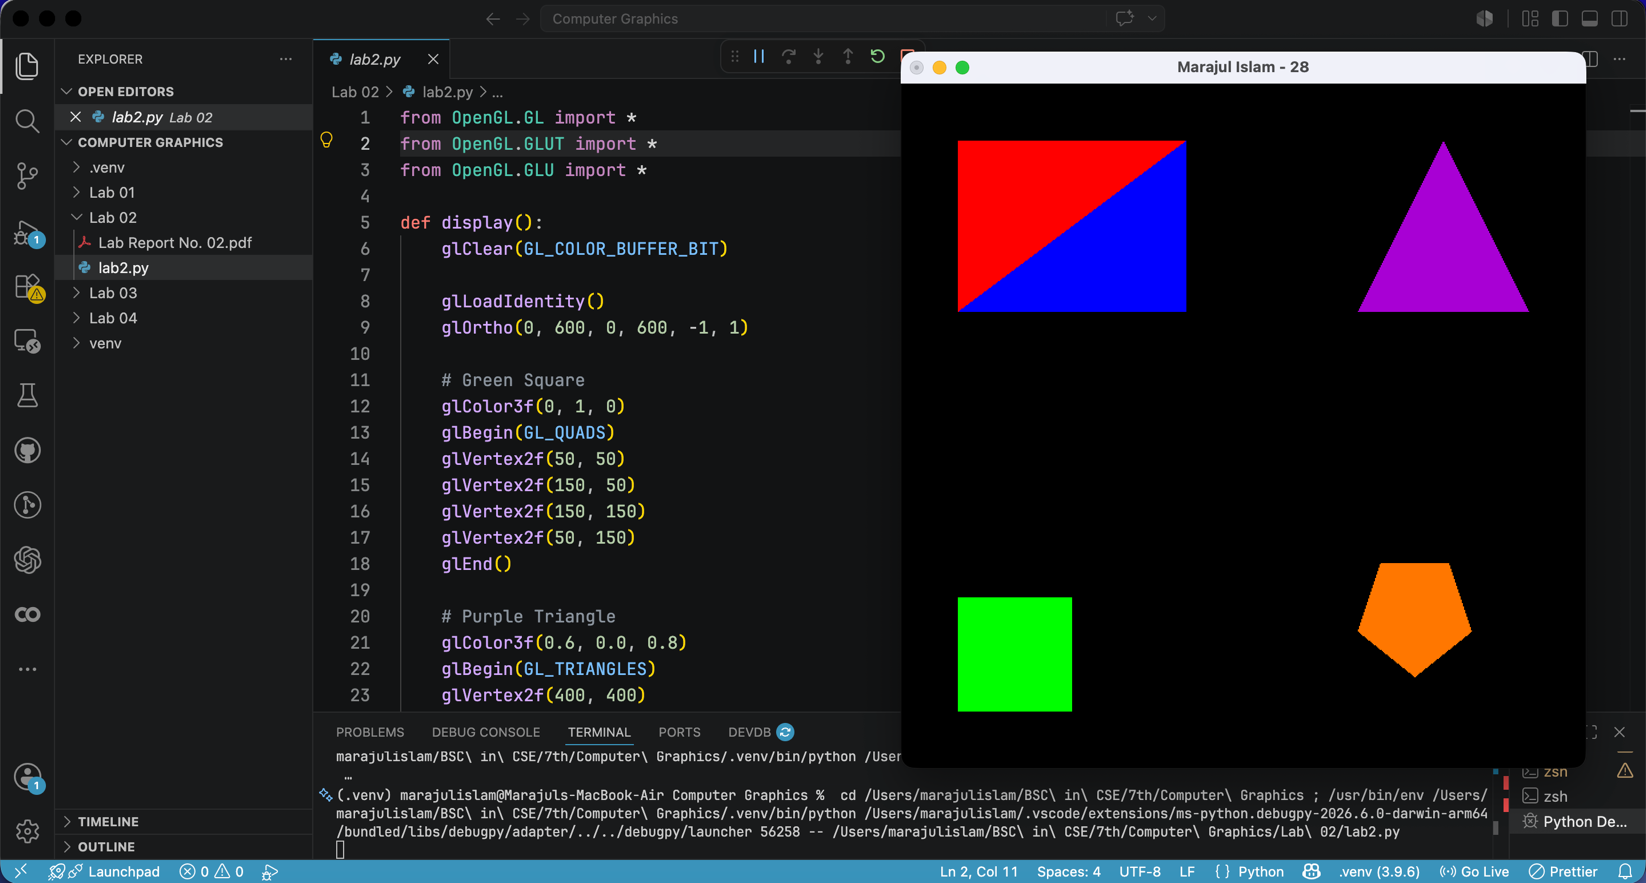 Computer Graphics
EXPLORER
OPEN EDITORS
lab2.py Lab 02
COMPUTER GRAPHICS
.venv
Lab 01
Lab 02
Lab Report No. 02.pdf
lab2.py
Lab 03
Lab 04
venv
TIMELINE
OUTLINE
1
1
lab2.py
Lab 02 > lab2.py > ...
1 from OpenGL.GL import *
2 from OpenGL.GLUT import *
3 from OpenGL.GLU import *
4
5 def display():
6 glClear(GL_COLOR_BUFFER_BIT)
7
8 glLoadIdentity()
9 glOrtho(0, 600, 0, 600, -1, 1)
10
11 # Green Square
12 glColor3f(0, 1, 0)
13 glBegin(GL_QUADS)
14 glVertex2f(50, 50)
15 glVertex2f(150, 50)
16 glVertex2f(150, 150)
17 glVertex2f(50, 150)
18 glEnd()
19
20 # Purple Triangle
21 glColor3f(0.6, 0.0, 0.8)
22 glBegin(GL_TRIANGLES)
23 glVertex2f(400, 400)
Marajul Islam - 28
PROBLEMS DEBUG CONSOLE TERMINAL PORTS DEVDB
marajulislam/BSC\ in\ CSE/7th/Computer\ Graphics/.venv/bin/python /User
…
(.venv) marajulislam@Marajuls-MacBook-Air Computer Graphics % cd /Users/marajulislam/BSC\ in\ CSE/7th/Computer\ Graphics ; /usr/bin/env /Users/
marajulislam/BSC\ in\ CSE/7th/Computer\ Graphics/.venv/bin/python /Users/marajulislam/.vscode/extensions/ms-python.debugpy-2026.6.0-darwin-arm64
/bundled/libs/debugpy/adapter/../../debugpy/launcher 56258 -- /Users/marajulislam/BSC\ in\ CSE/7th/Computer\ Graphics/Lab\ 02/lab2.py
zsh
zsh
Python De...
Launchpad 0 0 Ln 2, Col 11 Spaces: 4 UTF-8 LF { } Python .venv (3.9.6) Go Live Prettier